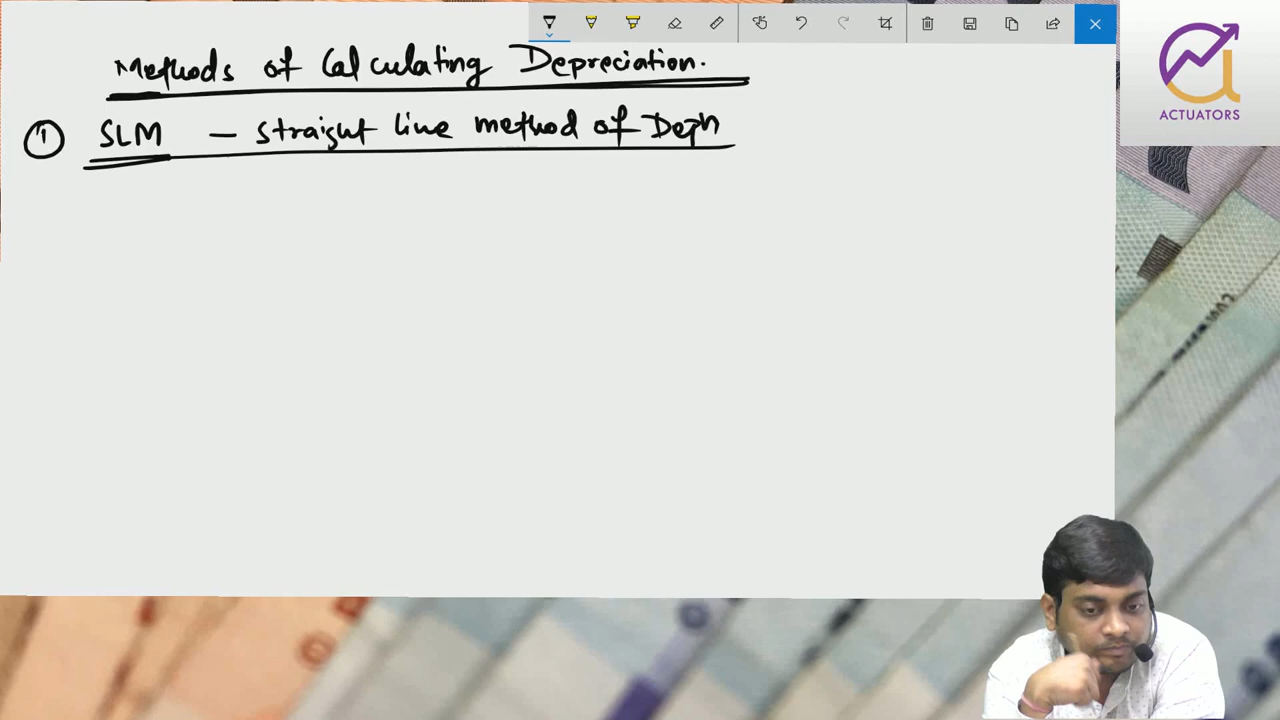 Methods of Calculating Depreciation.
① SLM — straight line method of Depn
ACTUATORS